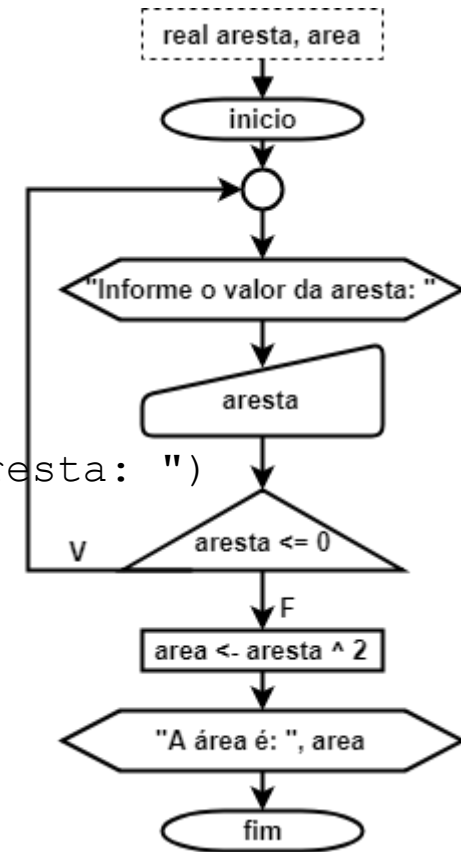 real aresta, area
inicio
"Informe o valor da aresta: "
aresta
esta: ")
aresta <= 0
V
F
area <- aresta ^ 2
"A área é: ", area
fim